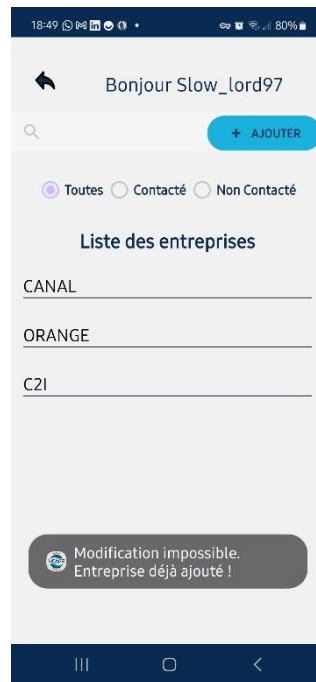 18:49 80%
Bonjour Slow_lord97
+ AJOUTER
Toutes Contacté Non Contacté
Liste des entreprises
CANAL
ORANGE
C2I
Modification impossible.
Entreprise déjà ajouté !